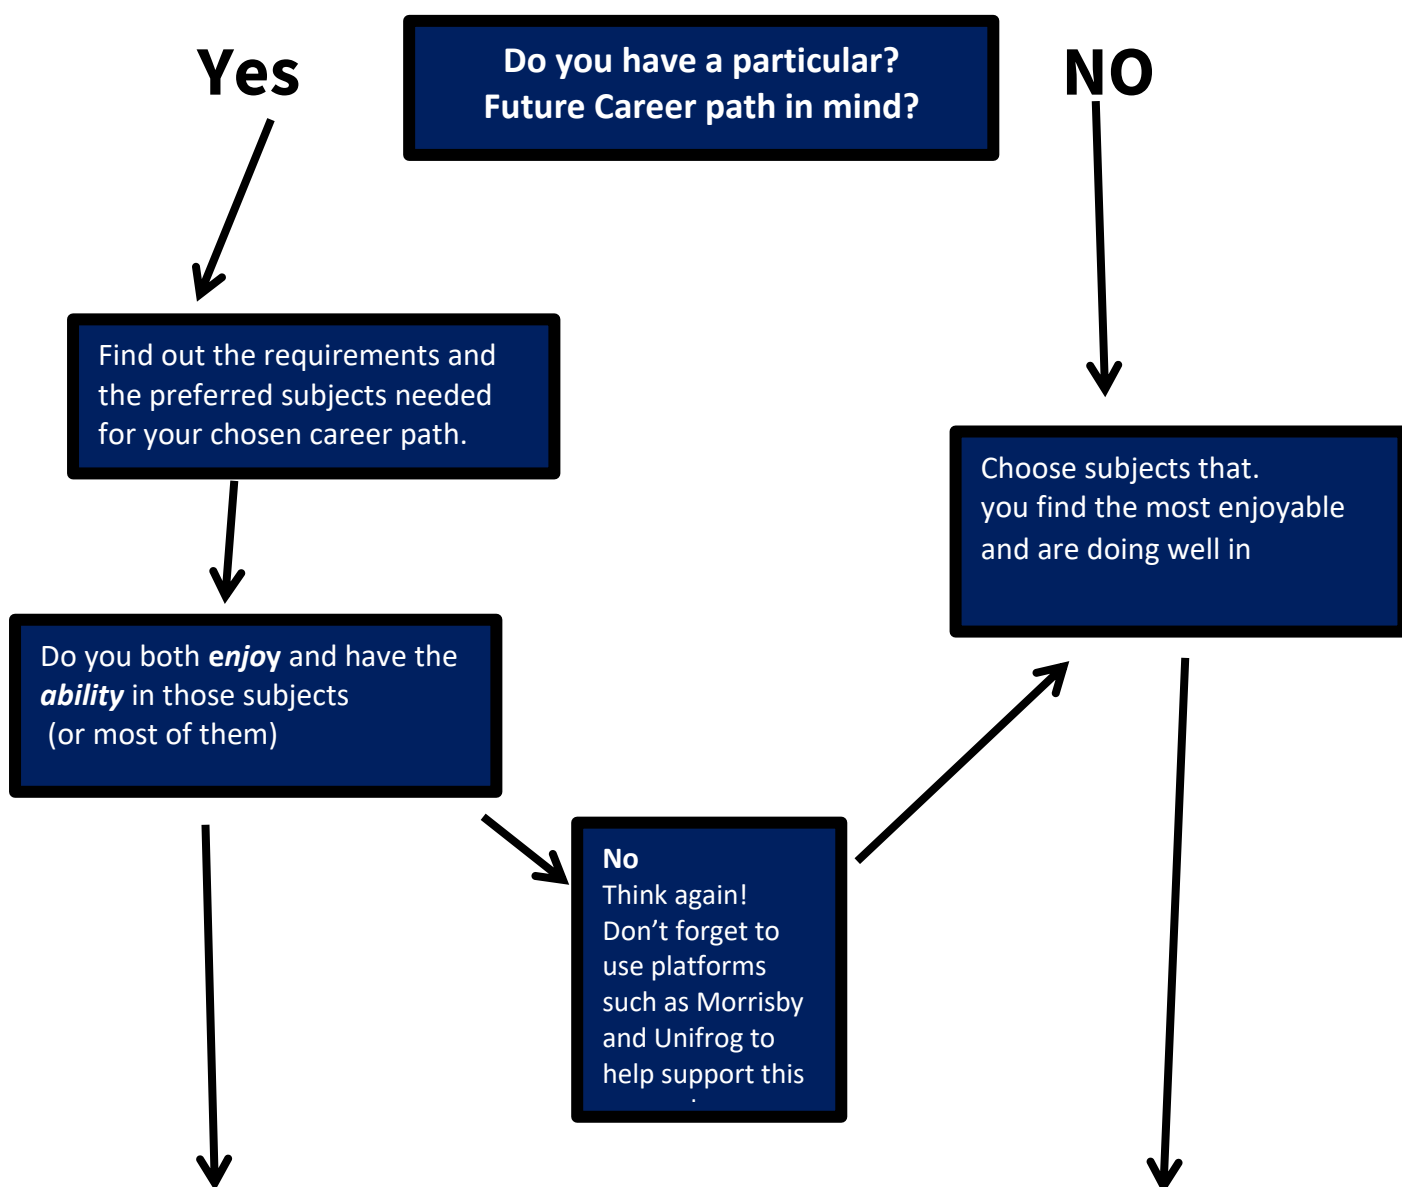 Yes
Do you have a particular?
Future Career path in mind?
NO
Find out the requirements and
the preferred subjects needed
for your chosen career path.
Choose subjects that.
you find the most enjoyable
and are doing well in
Do you both enjoy and have the
ability in those subjects
(or most of them)
No
Think again!
Don’t forget to
use platforms
such as Morrisby
and Unifrog to
help support this